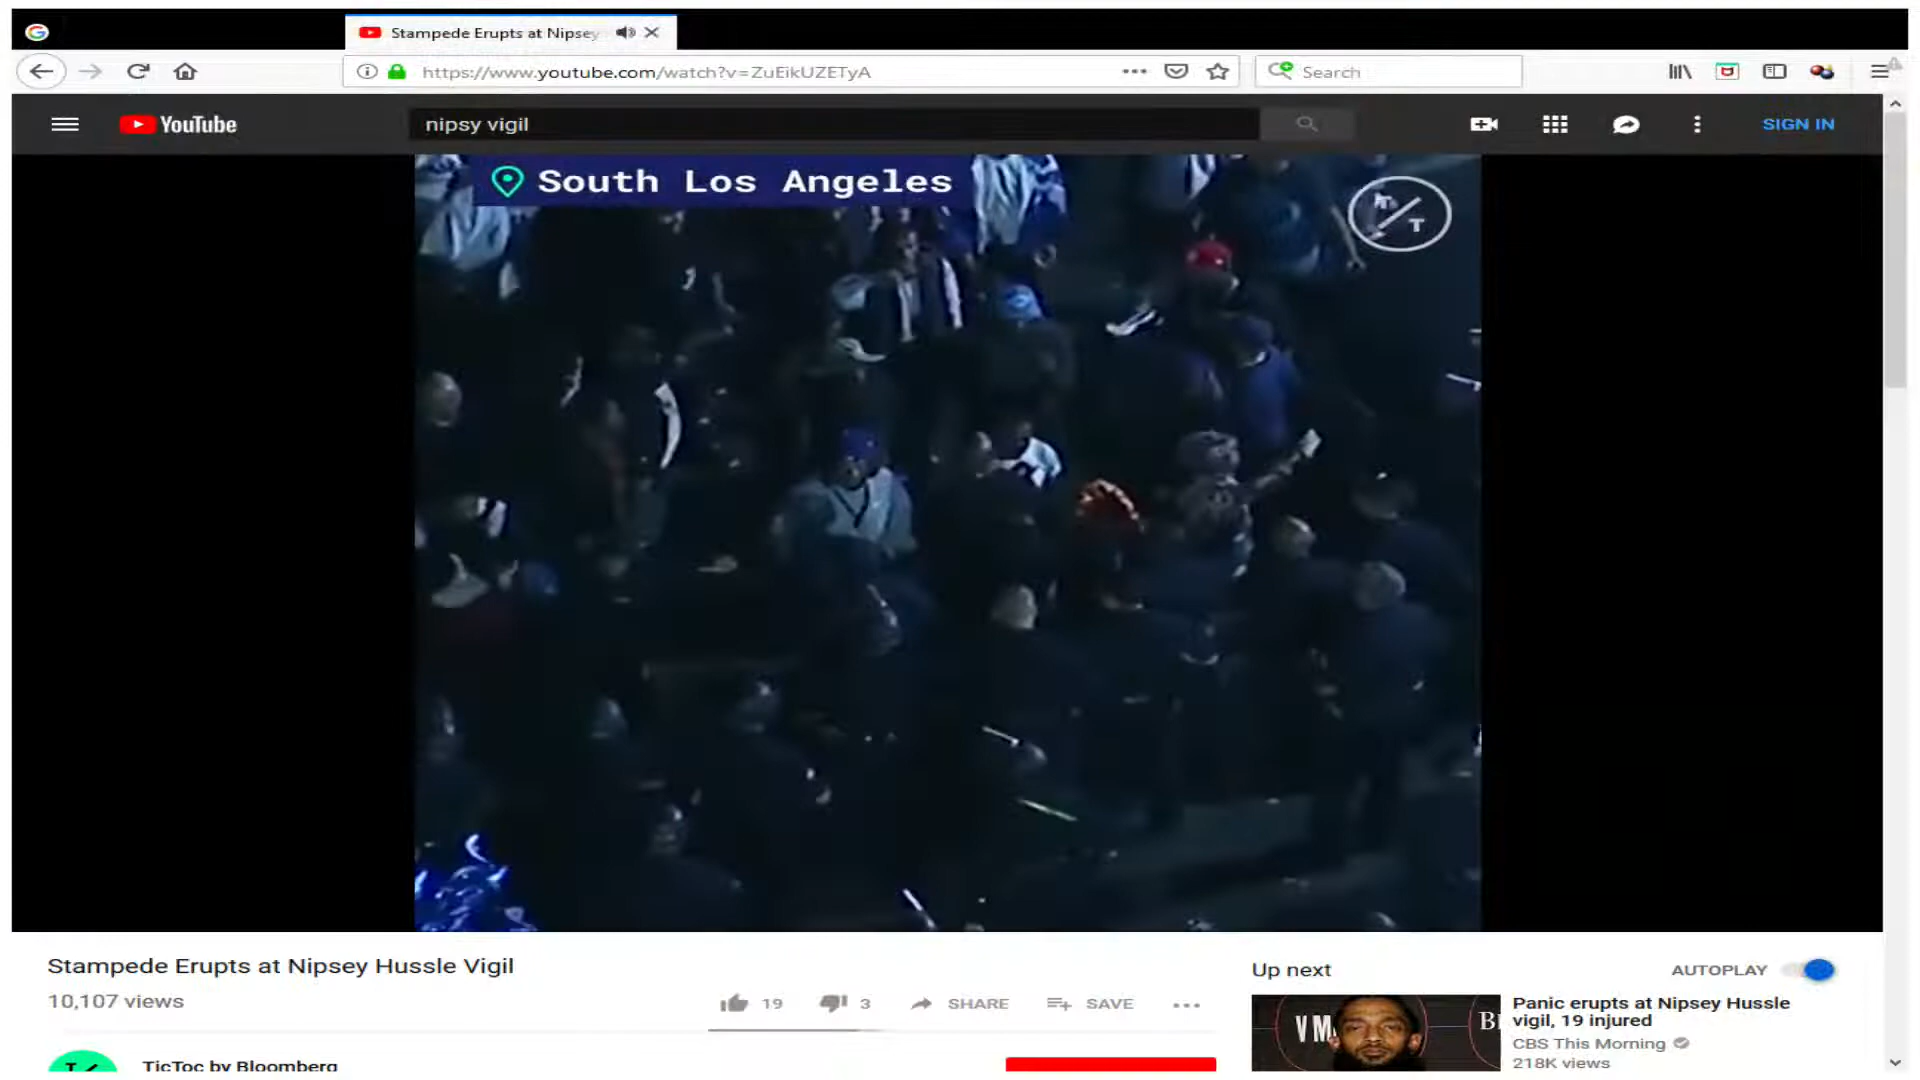 Stampede Erupts at Nipsey
https://www.youtube.com/watch?v=ZuEikUZETyA
Search
YouTube
nipsy vigil
SIGN IN
South Los Angeles
T
Stampede Erupts at Nipsey Hussle Vigil
10,107 views
19
3
SHARE
SAVE
Up next
AUTOPLAY
Panic erupts at Nipsey Hussle
vigil, 19 injured
CBS This Morning
218K views
TicToc by Bloomberg